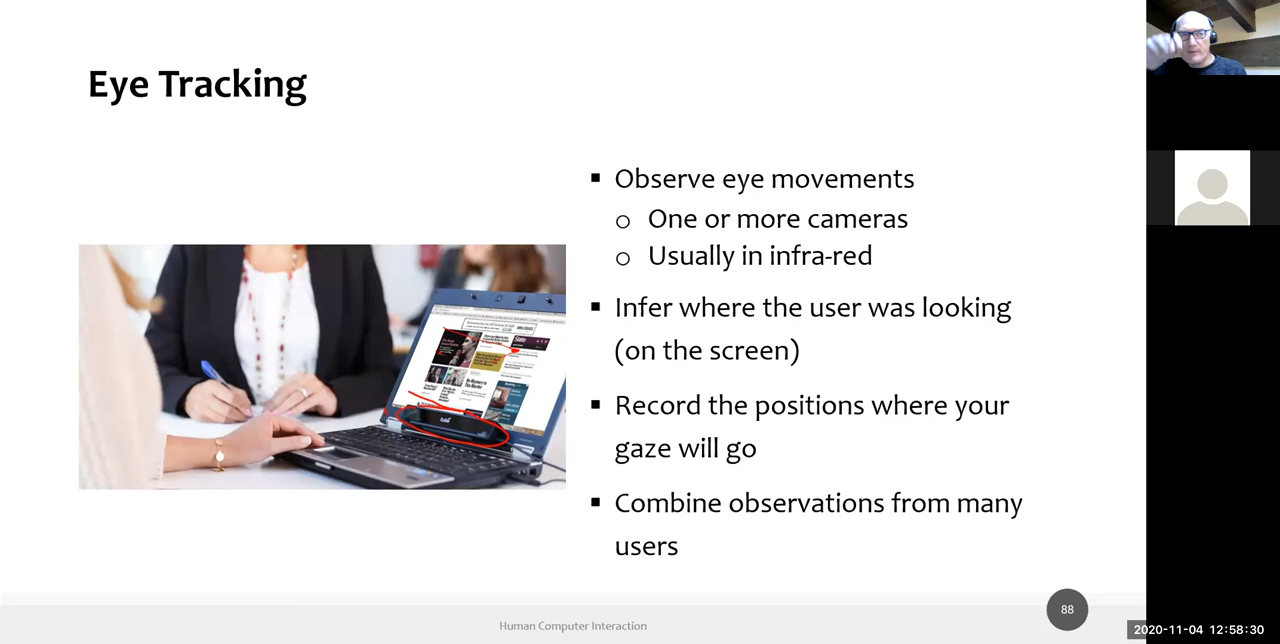 Eye Tracking
▪ Observe eye movements
o One or more cameras
o Usually in infra-red
▪ Infer where the user was looking
(on the screen)
▪ Record the positions where your
gaze will go
▪ Combine observations from many
users
88
Human Computer Interaction
2020-11-04 12:58:30